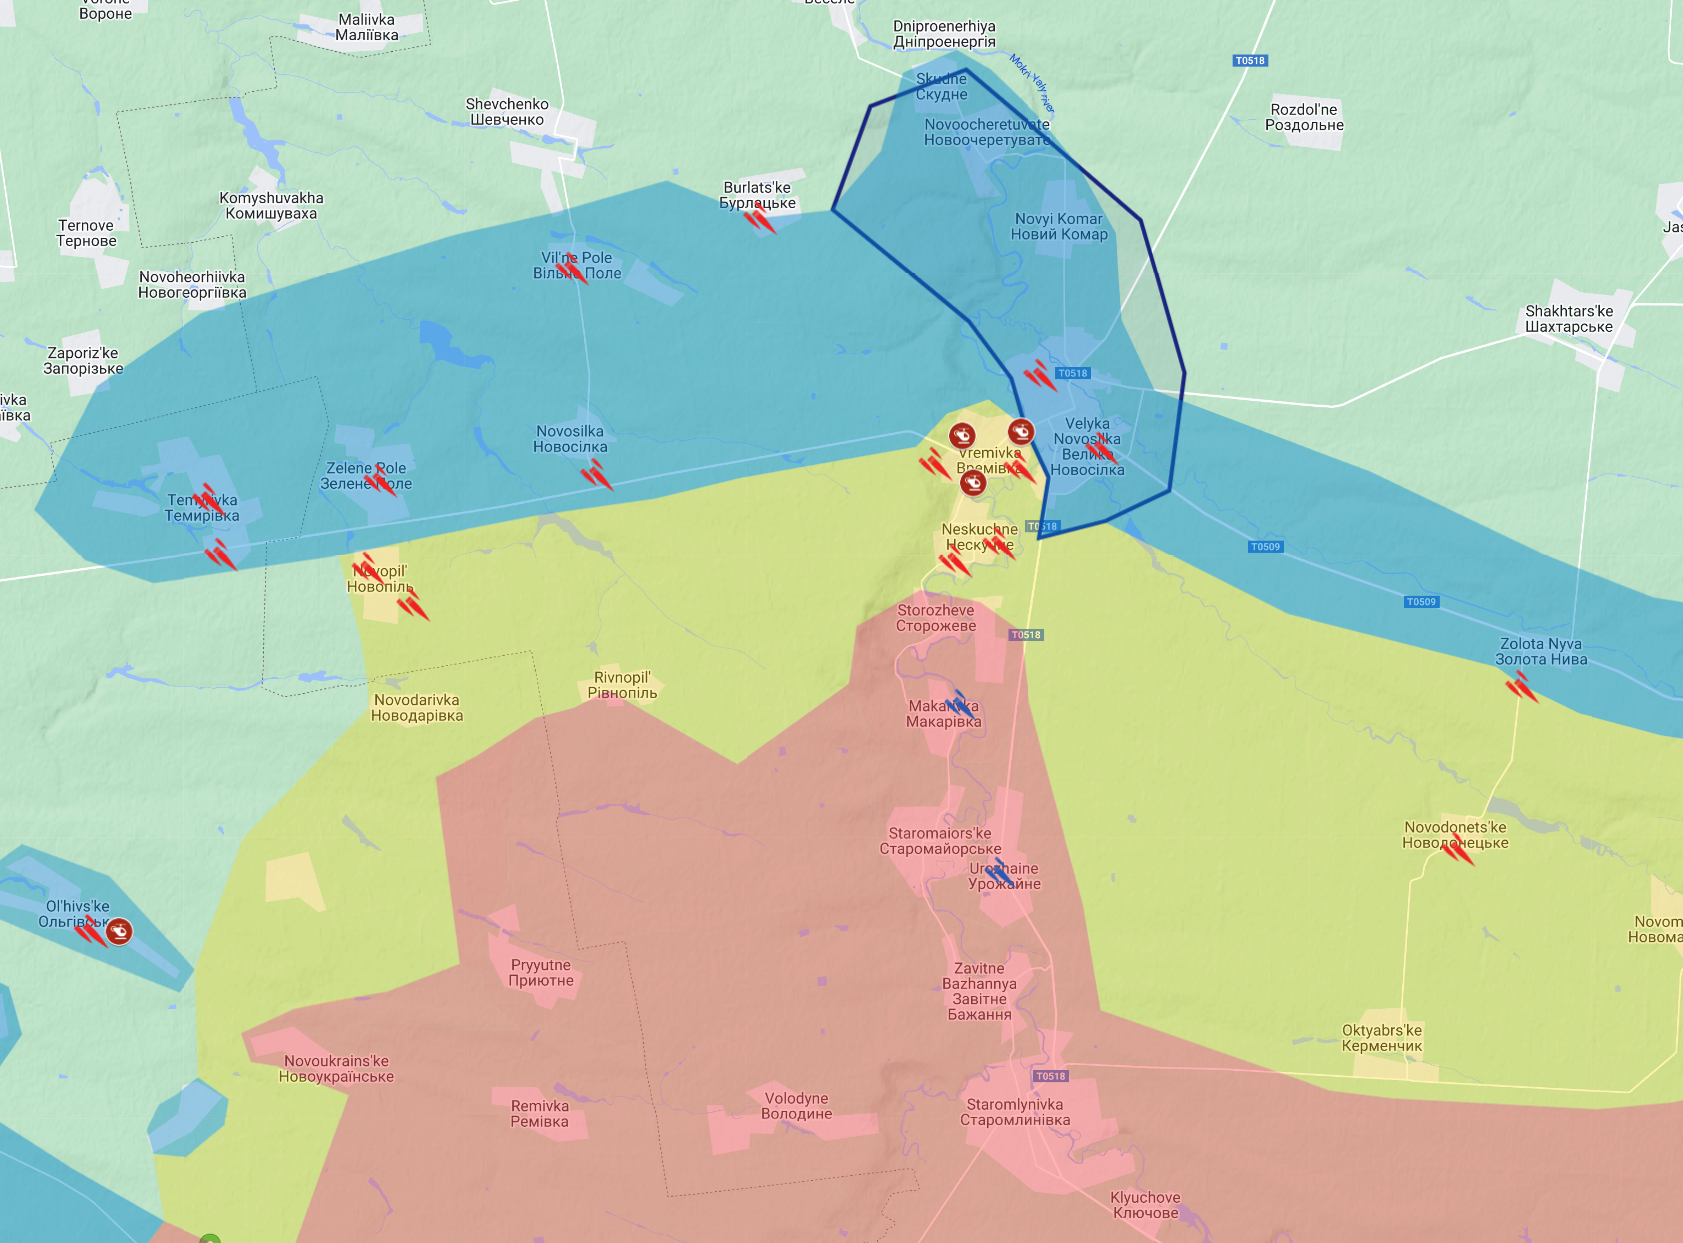 Вороне
Maliivka
Маліївка
Веселе
Dniproenerhiya
Дніпроенергія
T0518
Mokri Yaly river
Skudne
Скудне
Shevchenko
Шевченко
Rozdol'ne
Роздольне
Novoocheretuvate
Новоочеретувате
Burlats'ke
Бурлацьке
Komyshuvakha
Комишуваха
Ternove
Тернове
Novyi Komar
Новий Комар
Vil'ne Pole
Вільне Поле
Novoheorhiivka
Новогеоргіївка
Shakhtars'ke
Шахтарське
Zaporiz'ke
Запорізьке
T0518
ivka
ївка
Novosilka
Новосілка
Velyka
Novosilka
Велика
Новосілка
Vremivka
Времівка
Zelene Pole
Зелене Поле
Temyrivka
Темирівка
T0518
Neskuchne
Нескучне
T0509
Novopil'
Новопіль
T0509
Storozheve
Сторожеве
T0518
Zolota Nyva
Золота Нива
Rivnopil'
Рівнопіль
Novodarivka
Новодарівка
Makarivka
Макарівка
Staromaiors'ke
Старомайорське
Novodonets'ke
Новодонецьке
Urozhaine
Урожайне
Ol'hivs'ke
Ольгівське
Novom
Новома
Pryyutne
Приютне
Zavitne
Bazhannya
Завітне
Бажання
Oktyabrs'ke
Керменчик
Novoukrains'ke
Новоукраїнське
T0518
Remivka
Ремівка
Volodyne
Володине
Staromlynivka
Старомлинівка
Klyuchove
Ключове